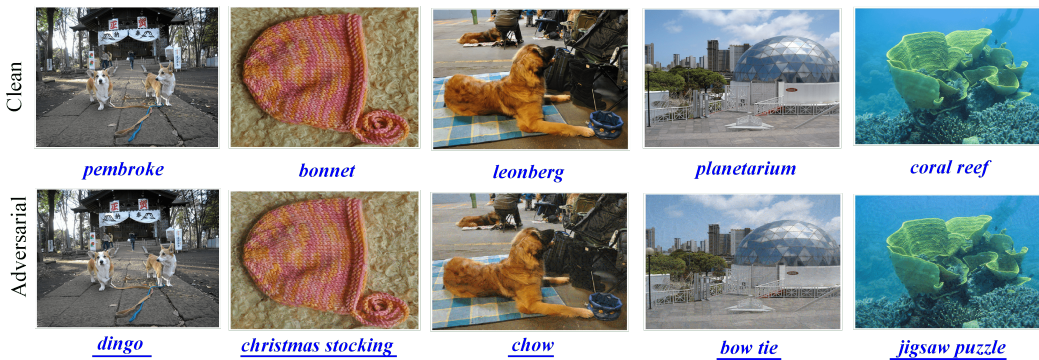 Clean
pembroke
bonnet
leonberg
planetarium
coral reef
Adversarial
dingo
christmas stocking
chow
bow tie
jigsaw puzzle